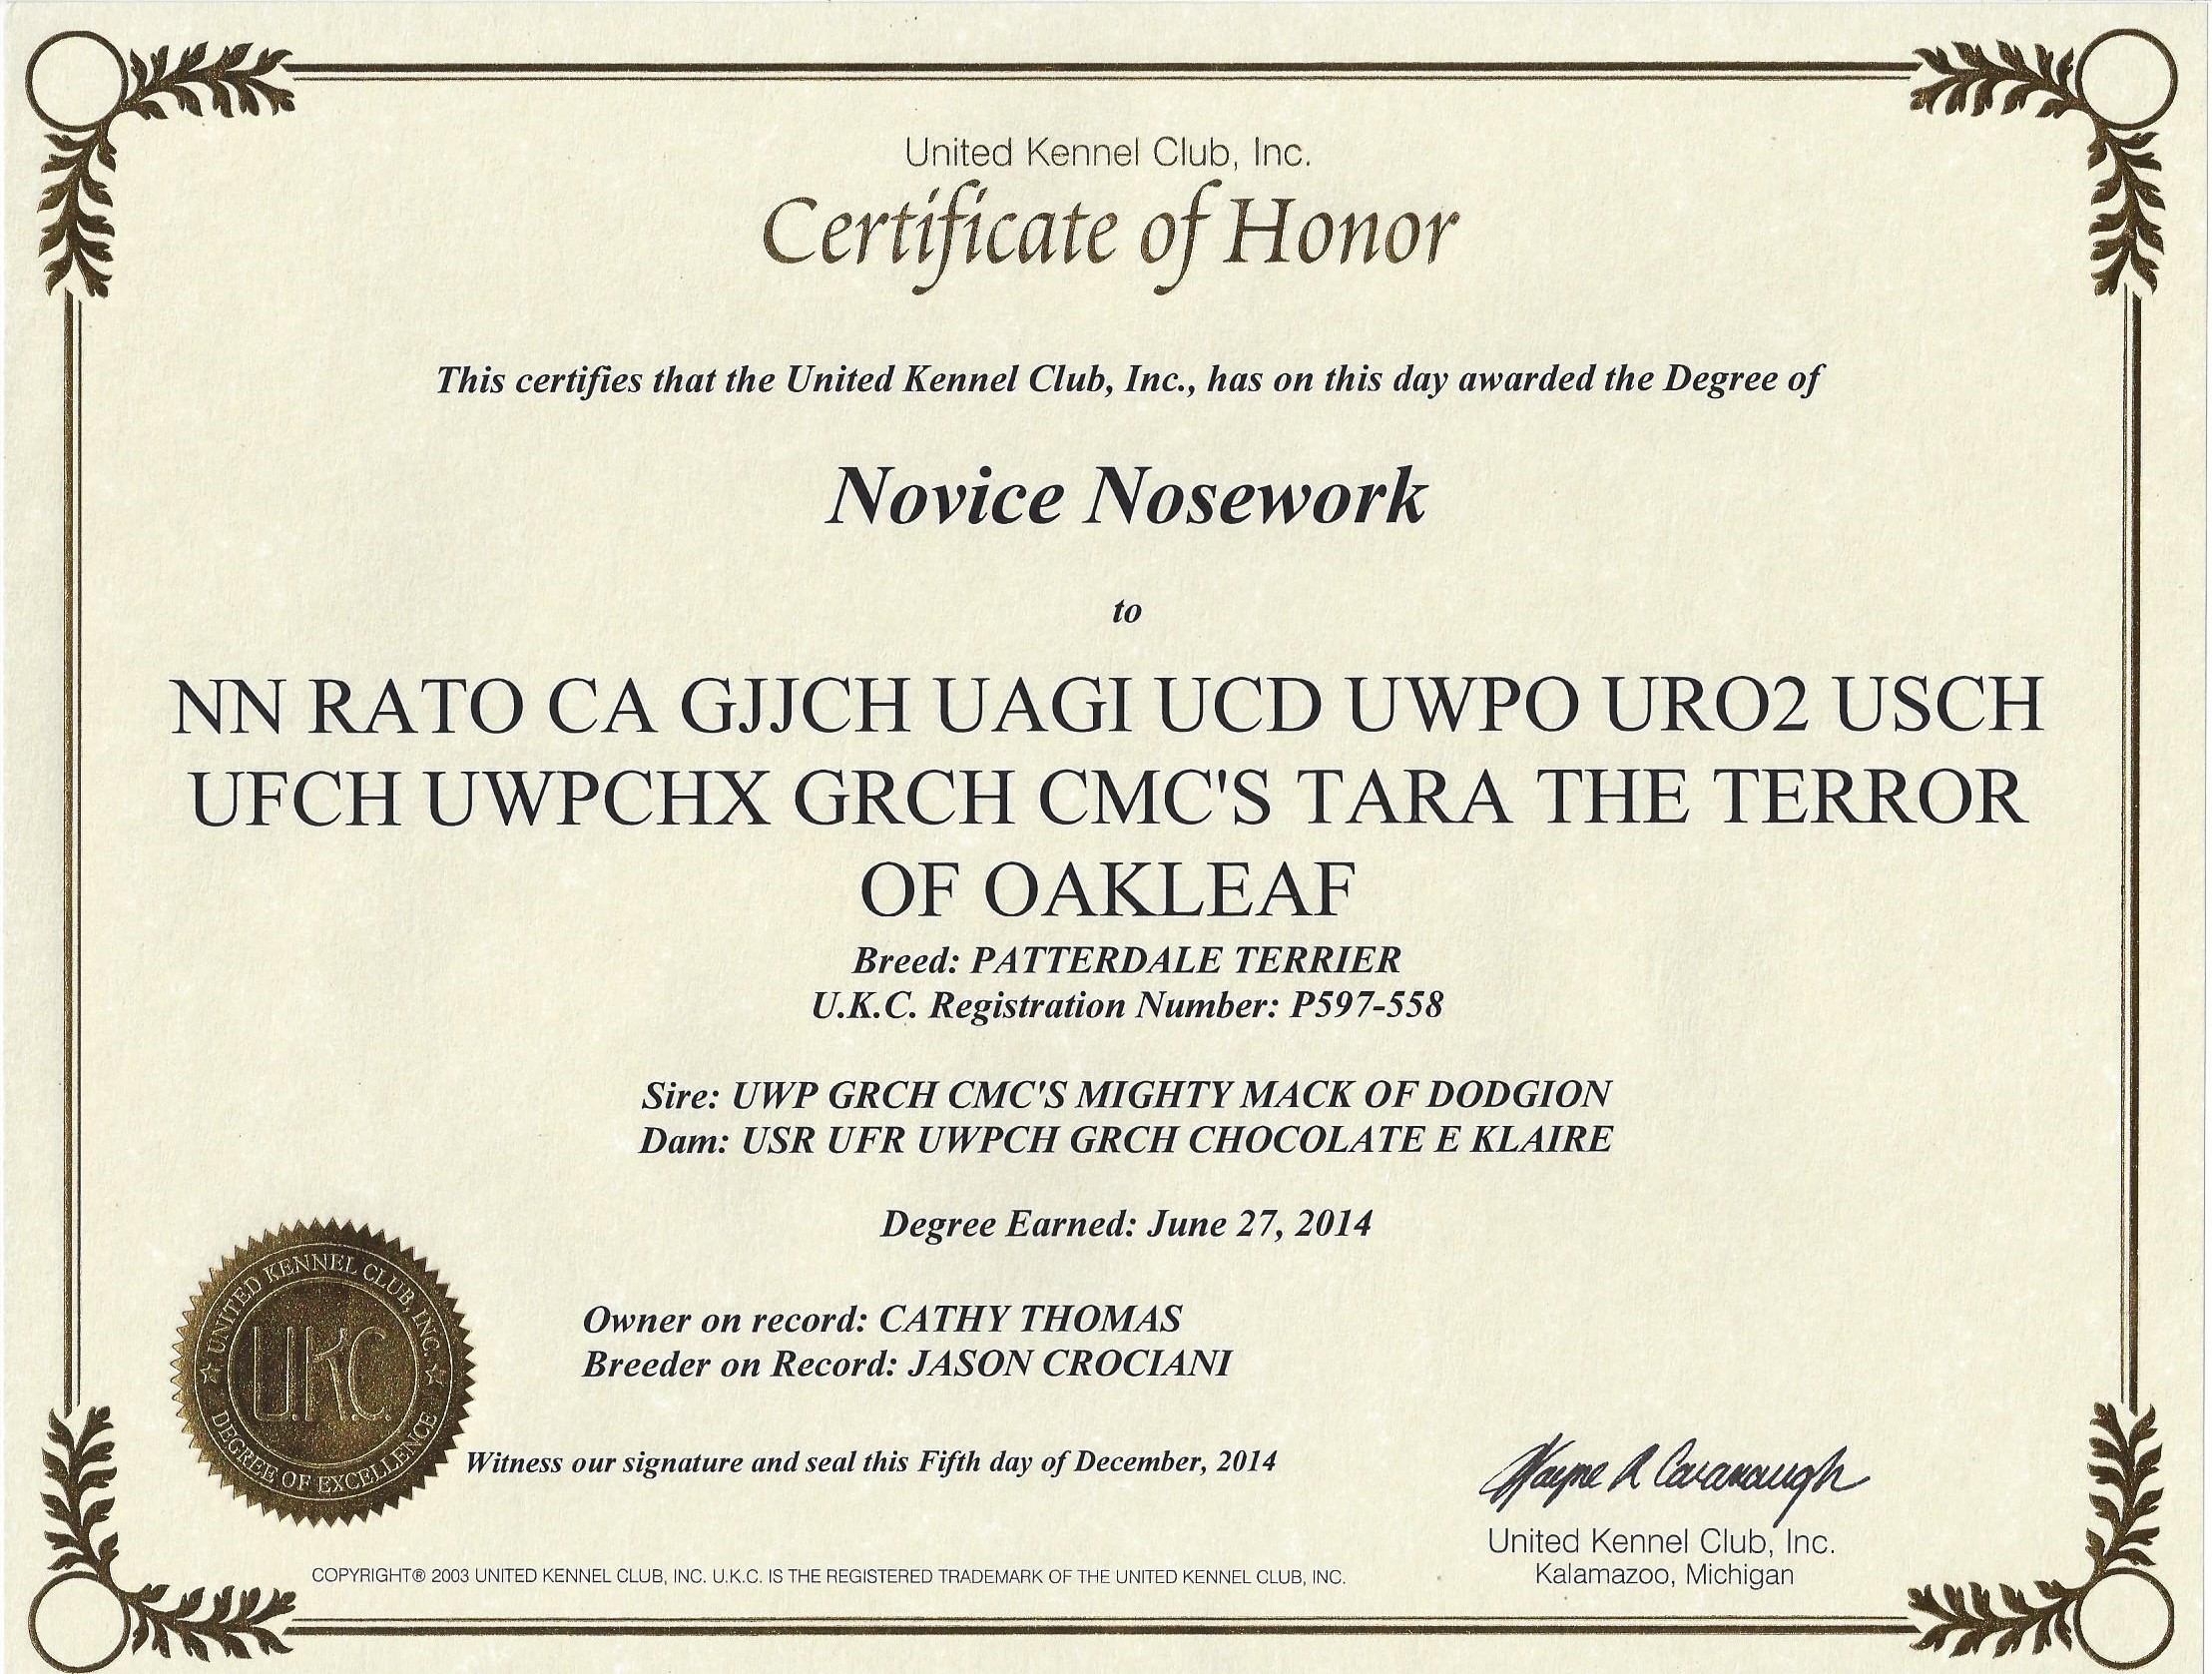 United Kennel Club, Inc.
Certificate of Honor
This certifies that the United Kennel Club, Inc., has on this day awarded the Degree of
Novice Nosework
to
NN RATO CA GJJCH UAGI UCD UWPO URO2 USCH
UFCH UWPCHX GRCH CMC'S TARA THE TERROR
OF OAKLEAF
Breed: PATTERDALE TERRIER
U.K.C. Registration Number: P597-558
Sire: UWP GRCH CMC'S MIGHTY MACK OF DODGION
Dam: USR UFR UWPCH GRCH CHOCOLATE E KLAIRE
Degree Earned: June 27, 2014
Owner on record: CATHY THOMAS
Breeder on Record: JASON CROCIANI
UNITED KENNEL CLUB, INC.
U.K.C.
DEGREE OF EXCELLENCE
Witness our signature and seal this Fifth day of December, 2014
Wayne R Cavanaugh
United Kennel Club, Inc.
Kalamazoo, Michigan
COPYRIGHT® 2003 UNITED KENNEL CLUB, INC. U.K.C. IS THE REGISTERED TRADEMARK OF THE UNITED KENNEL CLUB, INC.